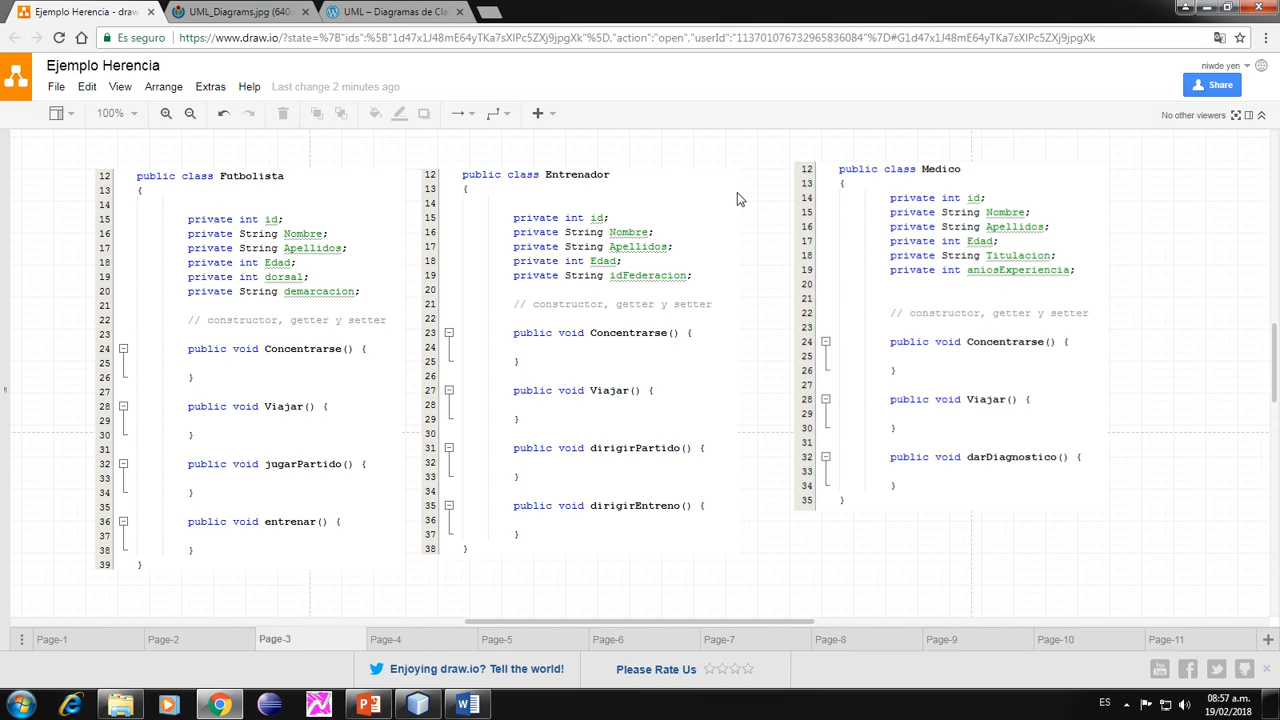 Ejemplo Herencia - draw
UML_Diagrams.jpg (640×
UML – Diagramas de Cla
Es seguro
https://www.draw.io/?state=%7B"ids"%5B"1d47x1J48mE64yTKa7sXIPc5ZXj5jpgXk"%5D,"action":"open","userId":"113701076732965836084"%7D#G1d47x1J48mE64yTKa7sXIPc5ZXj9jpgXk
Ejemplo Herencia
niwde yen
File Edit View Arrange Extras Help Last change 2 minutes ago
Share
100%
No other viewers
12 public class Futbolista
13 {
14
15 private int id;
16 private String Nombre;
17 private String Apellidos;
18 private int Edad;
19 private int dorsal;
20 private String demarcacion;
21
22 // constructor, getter y setter
23
24 public void Concentrarse() {
25
26 }
27
28 public void Viajar() {
29
30 }
31
32 public void jugarPartido() {
33
34 }
35
36 public void entrenar() {
37
38 }
39 }
12 public class Entrenador
13 {
14
15 private int id;
16 private String Nombre;
17 private String Apellidos;
18 private int Edad;
19 private String idFederacion;
20
21 // constructor, getter y setter
22
23 public void Concentrarse() {
24
25 }
26
27 public void Viajar() {
28
29 }
30
31 public void dirigirPartido() {
32
33 }
34
35 public void dirigirEntreno() {
36
37 }
38 }
12 public class Medico
13 {
14 private int id;
15 private String Nombre;
16 private String Apellidos;
17 private int Edad;
18 private String Titulacion;
19 private int aniosExperiencia;
20
21
22 // constructor, getter y setter
23
24 public void Concentrarse() {
25
26 }
27
28 public void Viajar() {
29
30 }
31
32 public void darDiagnostico() {
33
34 }
35 }
Page-1 Page-2 Page-3 Page-4 Page-5 Page-6 Page-7 Page-8 Page-9 Page-10 Page-11
Enjoying draw.io? Tell the world!
Please Rate Us
You Tube
ES
08:57 a.m.
19/02/2018